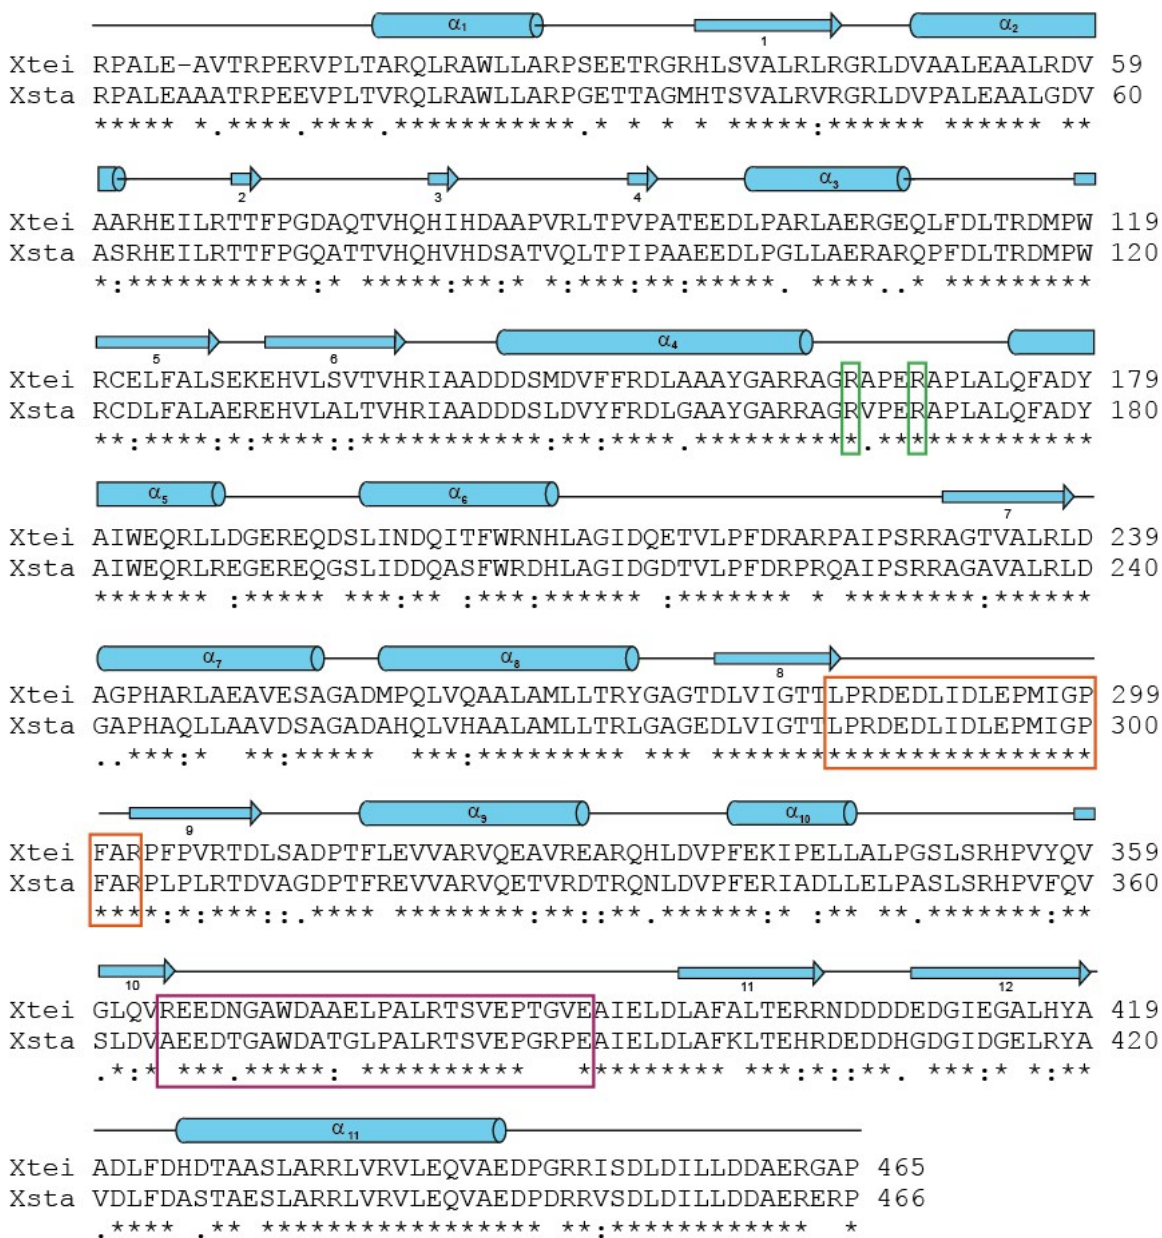 α1 1 α2
Xtei RPALE-AVTRPERVPLTARQLRAWLLARPSEETRGRHLSVALRLRGRLDVAALEAALRDV 59
Xsta RPALEAAATRPEEVPLTVRQLRAWLLARPGETTAGMHTSVALRVRGRLDVPALEAALGDV 60
***** *.****.****.***********.* * * * *****:****** ****** **
2 3 4 α3
Xtei AARHEILRTTFPGDAQTVHQHIHDAAPVRLTPVPATEEDLPARLAERGEQLFDLTRDMPW 119
Xsta ASRHEILRTTFPGQATTVHQHVHDSATVQLTPIPAAEEDLPGLLAERARQPFDLTRDMPW 120
*:***********:* *****:**:* *:***:**:*****. ****..* *********
5 6 α4
Xtei RCELFALSEKEHVLSVTVHRIAADDDSMDVFFRDLAAAYGARRAGRAPERAPLALQFADY 179
Xsta RCDLFALAEREHVLALTVHRIAADDDSLDVYFRDLGAAYGARRAGRVPERAPLALQFADY 180
**:****:*:****::***********:**:****.**********.*************
α5 α6 7
Xtei AIWEQRLLDGEREQDSLINDQITFWRNHLAGIDQETVLPFDRARPAIPSRRAGTVALRLD 239
Xsta AIWEQRLREGEREQGSLIDDQASFWRDHLAGIDGDTVLPFDRPRQAIPSRRAGAVALRLD 240
******* :***** ***:** :***:****** :******* * ********:******
α7 α8 8
Xtei AGPHARLAEAVESAGADMPQLVQAALAMLLTRYGAGTDLVIGTTLPRDEDLIDLEPMIGP 299
Xsta GAPHAQLLAAVDSAGADAHQLVHAALAMLLTRLGAGEDLVIGTTLPRDEDLIDLEPMIGP 300
..***:*  **:*****  ***:********* *** ***********************
9 α9 α10
Xtei FARPFPVRTDLSADPTFLEVVARVQEAVREARQHLDVPFEKIPELLALPGSLSRHPVYQV 359
Xsta FARPLPLRTDVAGDPTFREVVARVQETVRDTRQNLDVPFERIADLLELPASLSRHPVFQV 360
****:*:***:.**** ********:**::**:******:* :** **.*******:**
10 11 12
Xtei GLQVREEDNGAWDAAELPALRTSVEPTGVEAIELDLAFALTERRNDDDDEDGIEGALHYA 419
Xsta SLDVAEEDTGAWDATGLPALRTSVEPGRPEAIELDLAFKLTEHRDEDDHGDGIDGELRYA 420
.*:* ***.*****: **********   ********* ***:*::**. ***:* *:**
α11
Xtei ADLFDHDTAASLARRLVRVLEQVAEDPGRRISDLDILLDDAERGAP 465
Xsta VDLFDASTAESLARRLVRVLEQVAEDPDRRVSDLDILLDDAERERP 466
.**** .** ***************** **:************  *